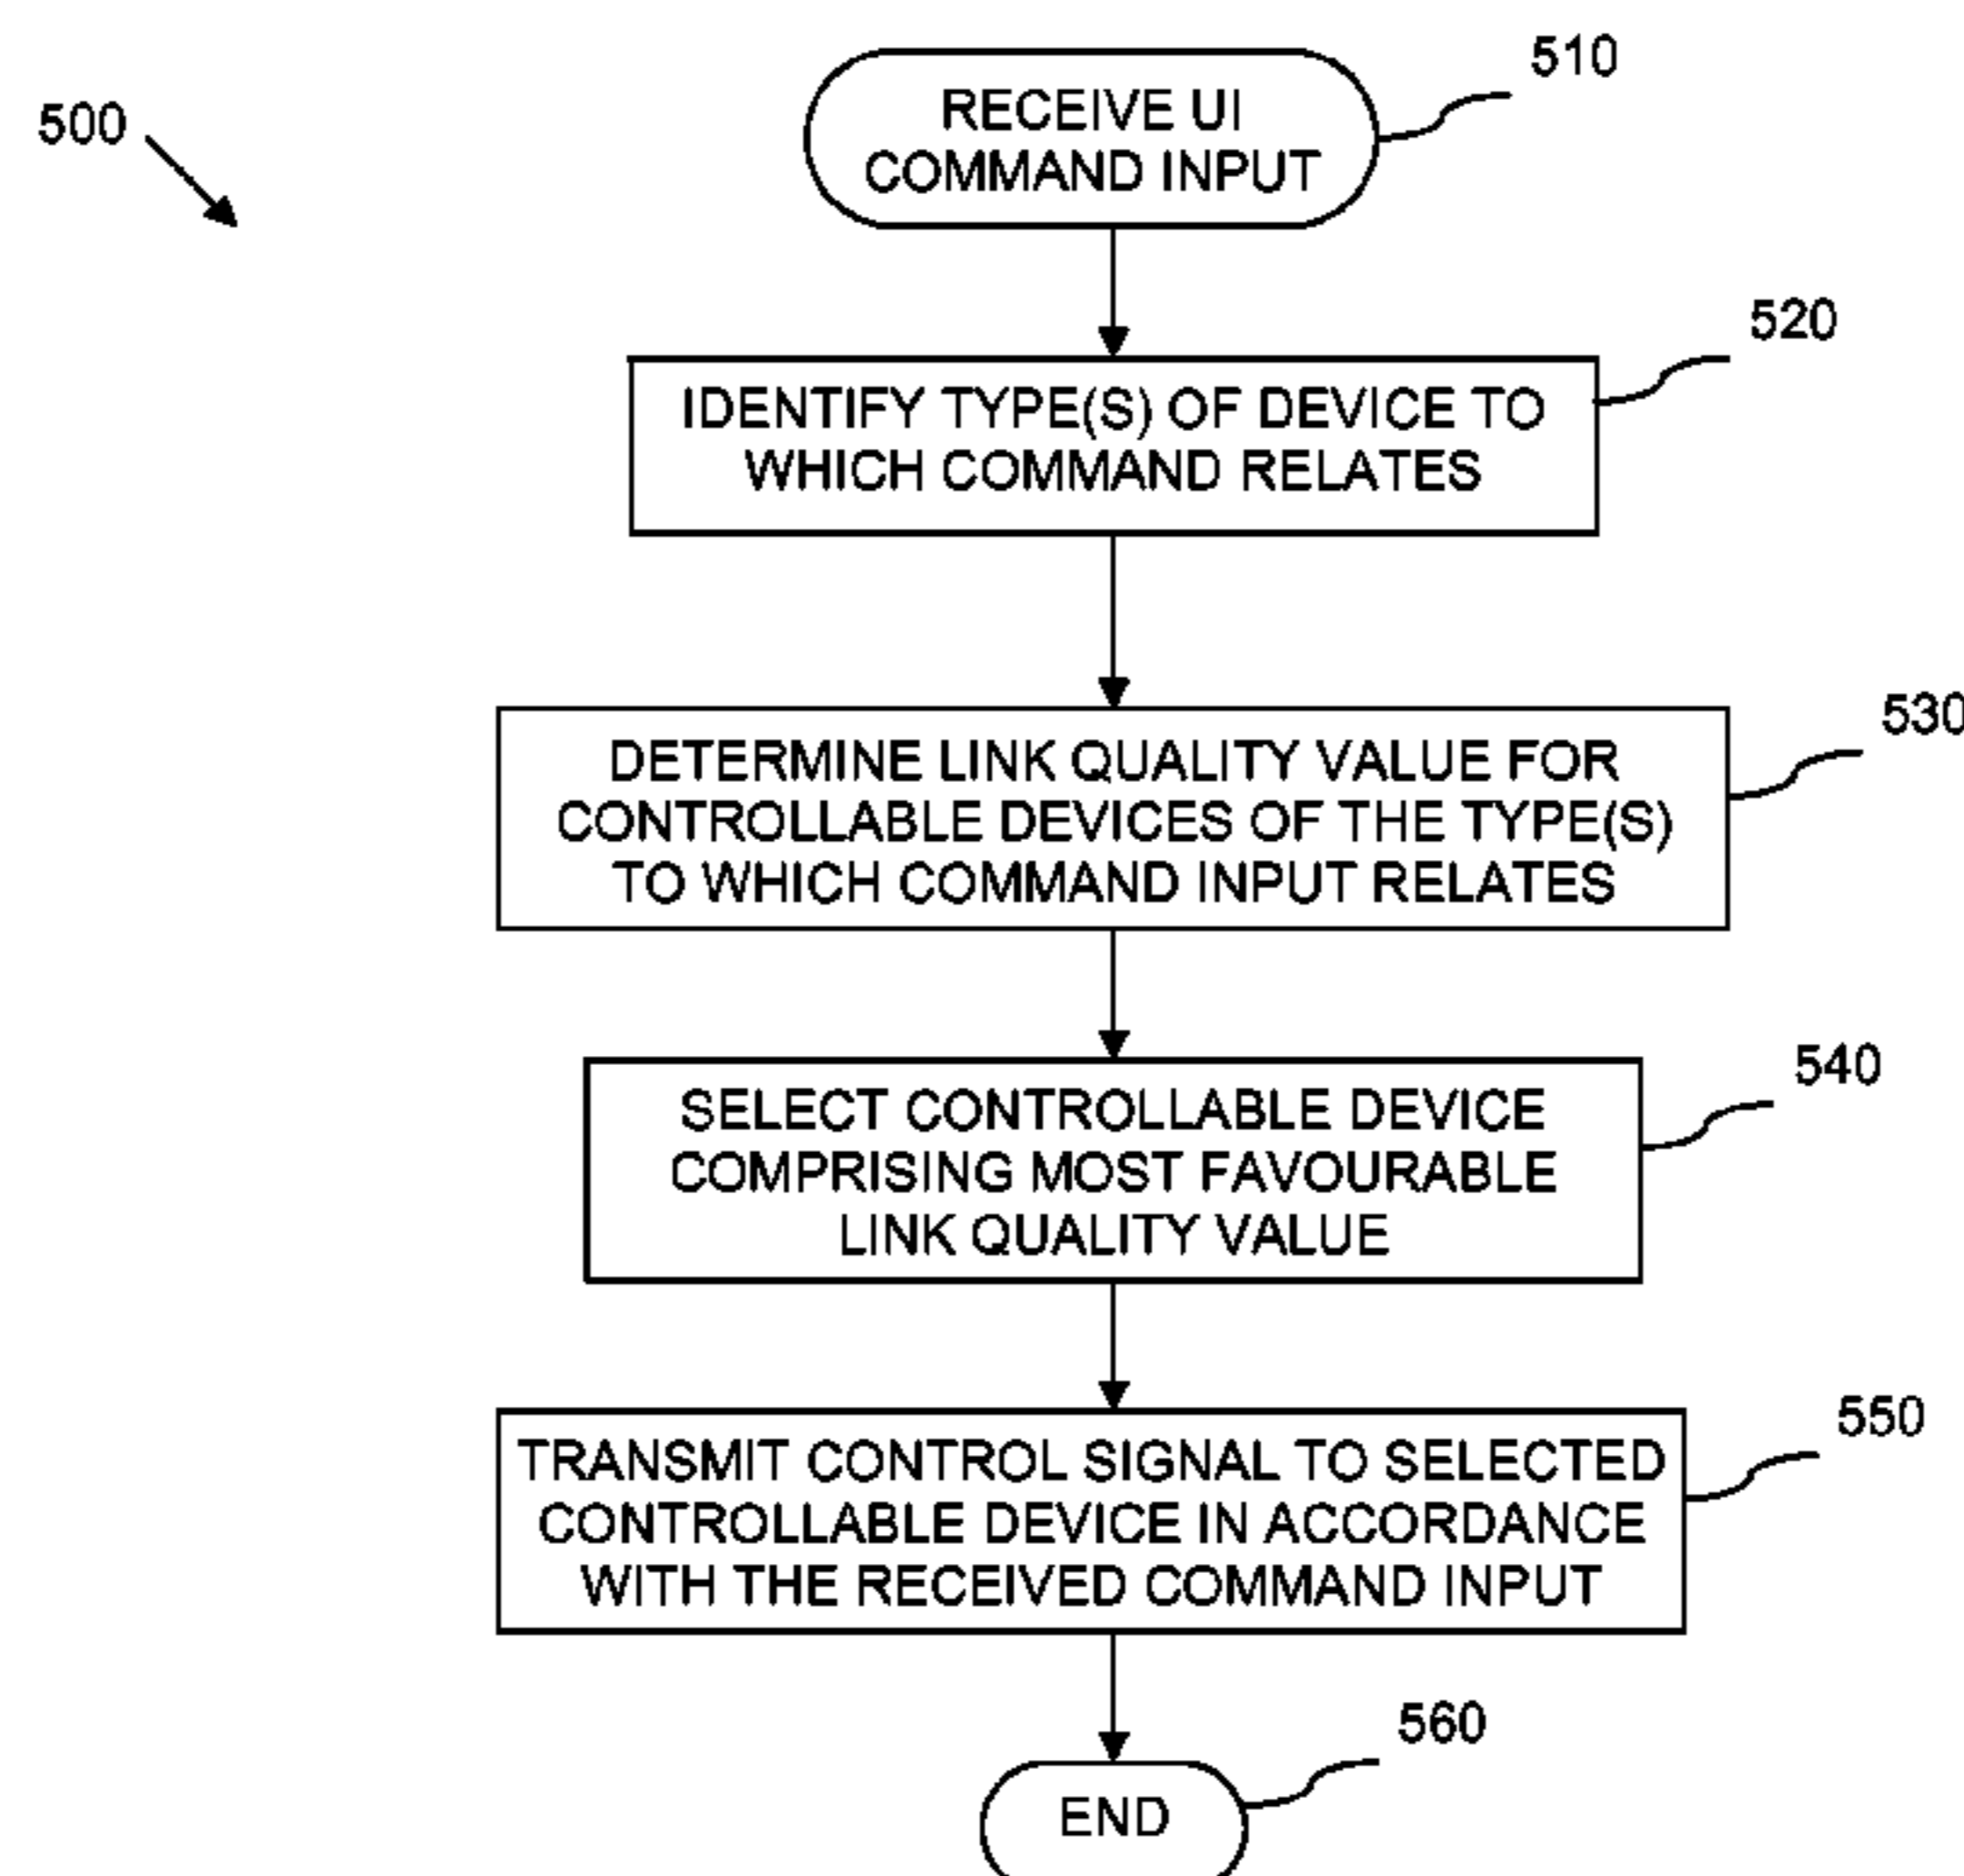 500
510
RECEIVE UI
COMMAND INPUT
520
IDENTIFY TYPE(S) OF DEVICE TO
WHICH COMMAND RELATES
530
DETERMINE LINK QUALITY VALUE FOR
CONTROLLABLE DEVICES OF THE TYPE(S)
TO WHICH COMMAND INPUT RELATES
540
SELECT CONTROLLABLE DEVICE
COMPRISING MOST FAVOURABLE
LINK QUALITY VALUE
550
TRANSMIT CONTROL SIGNAL TO SELECTED
CONTROLLABLE DEVICE IN ACCORDANCE
WITH THE RECEIVED COMMAND INPUT
560
END